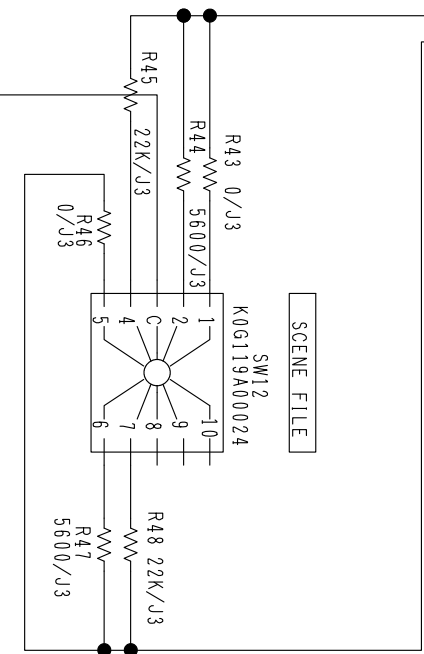 SCENE FILE
SW12
K0G119A00024
R43 0/J3
R44 5600/J3
R45 22K/J3
R46
0/J3
1
2
C
4
5
10
9
8
7
6
R48 22K/J3
R47
5600/J3